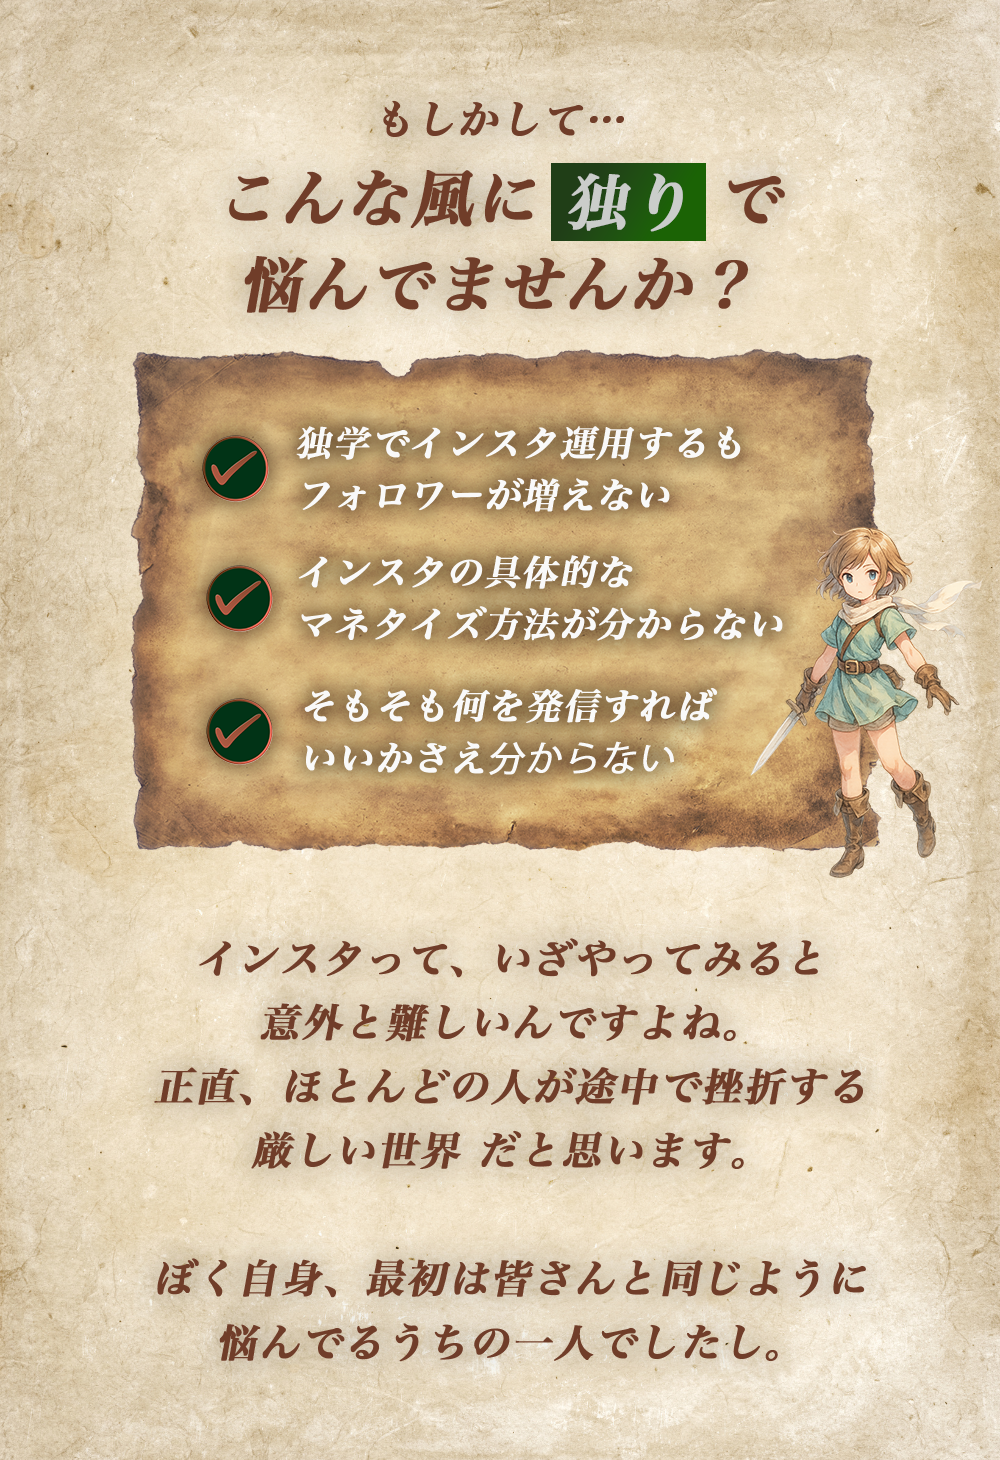 もしかして…
こんな風に 独り で
悩んでませんか？
独学でインスタ運用するも
フォロワーが増えない
インスタの具体的な
マネタイズ方法が分からない
そもそも何を発信すれば
いいかさえ分からない
インスタって、いざやってみると
意外と難しいんですよね。
正直、ほとんどの人が途中で挫折する
厳しい世界 だと思います。
ぼく自身、最初は皆さんと同じように
悩んでるうちの一人でしたし。